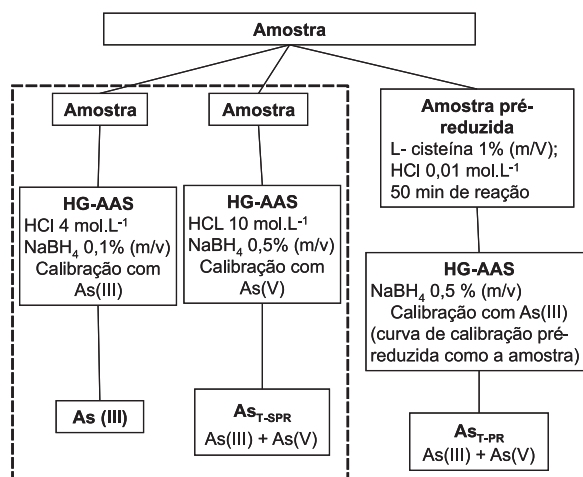 Amostra
Amostra
Amostra
Amostra pré-
reduzida
L- cisteína 1% (m/V);
HCl 0,01 mol.L⁻¹
50 min de reação
HG-AAS
HCl 4 mol.L⁻¹
NaBH₄ 0,1% (m/v)
Calibração com
As(III)
HG-AAS
HCL 10 mol.L⁻¹
NaBH₄ 0,5% (m/v)
Calibração com
As(V)
HG-AAS
NaBH₄ 0,5 % (m/v)
Calibração com As(III)
(curva de calibração pré-
reduzida como a amostra)
As (III)
As_T-SPR
As(III) + As(V)
As_T-PR
As(III) + As(V)